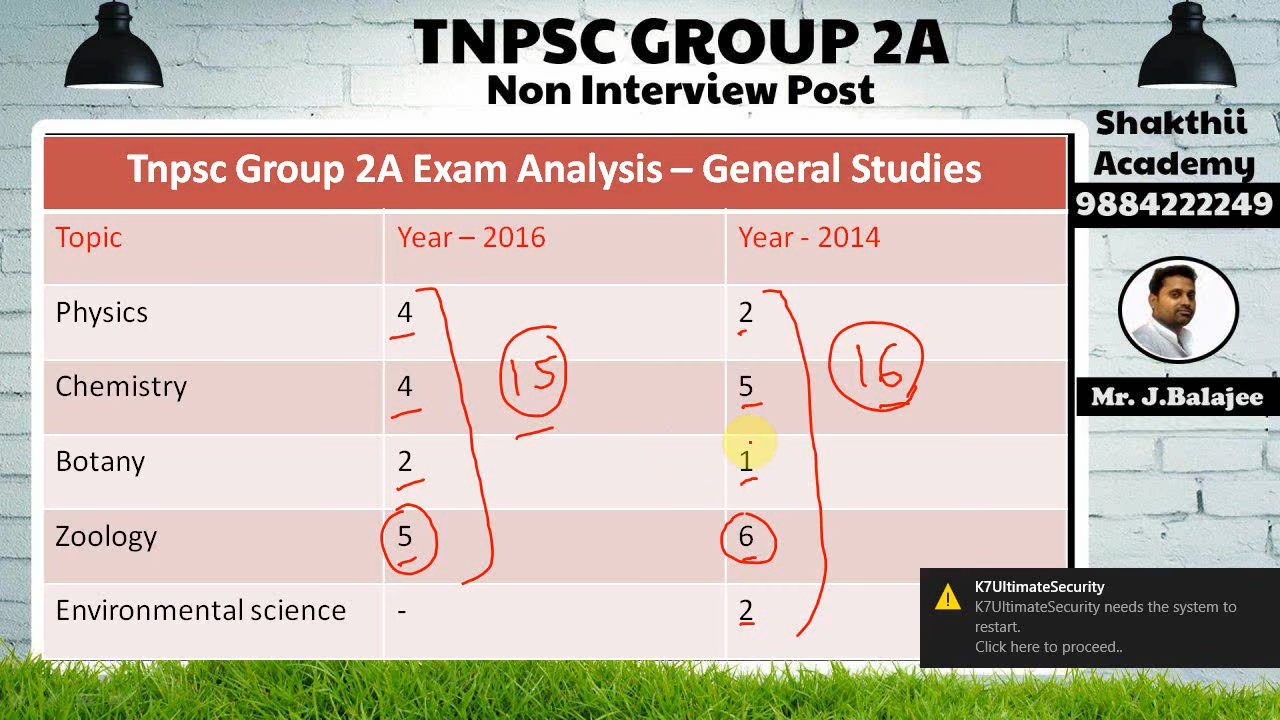 TNPSC GROUP 2A
Non Interview Post
Shakthii
Academy
9884222249
Mr. J.Balajee
Tnpsc Group 2A Exam Analysis – General Studies
Topic Year – 2016 Year - 2014
Physics 4 2
Chemistry 4 5
Botany 2 1
Zoology 5 6
Environmental science - 2
15
16
K7UltimateSecurity
K7UltimateSecurity needs the system to
restart.
Click here to proceed..